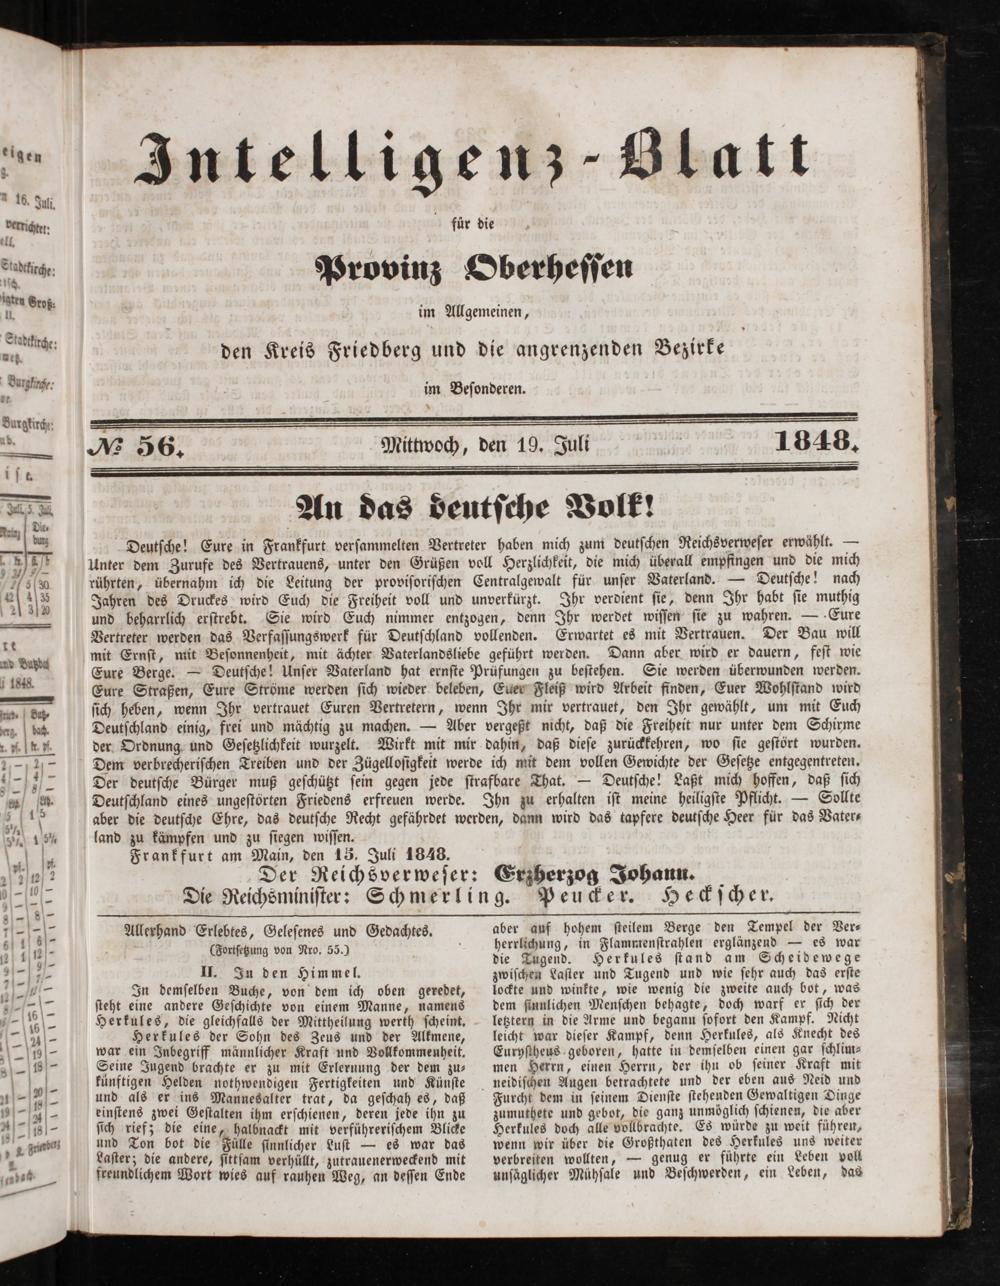 Intelligenz-Blatt
für die
Provinz Oberhessen
im Allgemeinen,
den Kreis Friedberg und die angrenzenden Bezirke
im Besonderen.
№ 56. Mittwoch, den 19. Juli 1848.
An das deutsche Volk!
Deutsche! Eure in Frankfurt versammelten Vertreter haben mich zum deutschen Reichsverweser erwählt. —
Unter dem Zurufe des Vertrauens, unter den Grüßen voll Herzlichkeit, die mich überall empfingen und die mich
rührten, übernahm ich die Leitung der provisorischen Centralgewalt für unser Vaterland. — Deutsche! nach
Jahren des Druckes wird Euch die Freiheit voll und unverkürzt. Ihr verdient sie, denn Ihr habt sie muthig
und beharrlich erstrebt. Sie wird Euch nimmer entzogen, denn Ihr werdet wissen sie zu wahren. — Eure
Vertreter werden das Verfassungswerk für Deutschland vollenden. Erwartet es mit Vertrauen. Der Bau will
mit Ernst, mit Besonnenheit, mit ächter Vaterlandsliebe geführt werden. Dann aber wird er dauern, fest wie
Eure Berge. — Deutsche! Unser Vaterland hat ernste Prüfungen zu bestehen. Sie werden überwunden werden.
Eure Straßen, Eure Ströme werden sich wieder beleben, Euer Fleiß wird Arbeit finden, Euer Wohlstand wird
sich heben, wenn Ihr vertrauet Euren Vertretern, wenn Ihr mir vertrauet, den Ihr gewählt, um mit Euch
Deutschland einig, frei und mächtig zu machen. — Aber vergeßt nicht, daß die Freiheit nur unter dem Schirme
der Ordnung und Gesetzlichkeit wurzelt. Wirkt mit mir dahin, daß diese zurückkehren, wo sie gestört wurden.
Dem verbrecherischen Treiben und der Zügellosigkeit werde ich mit dem vollen Gewichte der Gesetze entgegentreten.
Der deutsche Bürger muß geschützt sein gegen jede strafbare That. — Deutsche! Laßt mich hoffen, daß sich
Deutschland eines ungestörten Friedens erfreuen werde. Ihn zu erhalten ist meine heiligste Pflicht. — Sollte
aber die deutsche Ehre, das deutsche Recht gefährdet werden, dann wird das tapfere deutsche Heer für das Vater-
land zu kämpfen und zu siegen wissen.
Frankfurt am Main, den 15. Juli 1848.
Der Reichsverweser: Erzherzog Johann.
Die Reichsminister: Schmerling. Peucker. Heckscher.
Allerhand Erlebtes, Gelesenes und Gedachtes.
(Fortsetzung von Nro. 55.)
II. In den Himmel.
In demselben Buche, von dem ich oben geredet,
steht eine andere Geschichte von einem Manne, namens
Herkules, die gleichfalls der Mittheilung werth scheint.
Herkules der Sohn des Zeus und der Alkmene,
war ein Inbegriff männlicher Kraft und Vollkommenheit.
Seine Jugend brachte er zu mit Erlernung der dem zu-
künftigen Helden nothwendigen Fertigkeiten und Künste
und als er ins Mannesalter trat, da geschah es, daß
einstens zwei Gestalten ihm erschienen, deren jede ihn zu
sich rief; die eine, halbnackt mit verführerischem Blicke
und Ton bot die Fülle sinnlicher Lust — es war das
Laster; die andere, sittsam verhüllt, zutrauenerweckend mit
freundlichem Wort wies auf rauhen Weg, an dessen Ende
aber auf hohem steilem Berge den Tempel der Ver-
herrlichung, in Flammenstrahlen erglänzend — es war
die Tugend. Herkules stand am Scheidewege
zwischen Laster und Tugend und wie sehr auch das erste
lockte und winkte, wie wenig die zweite auch bot, was
dem sinnlichen Menschen behagte, doch warf er sich der
letztern in die Arme und begann sofort den Kampf. Nicht
leicht war dieser Kampf, denn Herkules, als Knecht des
Eurystheus geboren, hatte in demselben einen gar schlim-
men Herrn, einen Herrn, der ihn ob seiner Kraft mit
neidischen Augen betrachtete und der eben aus Neid und
Furcht dem in seinem Dienste stehenden Gewaltigen Dinge
zumuthete und gebot, die ganz unmöglich schienen, die aber
Herkules doch alle vollbrachte. Es würde zu weit führen,
wenn wir über die Großthaten des Herkules uns weiter
verbreiten wollten, — genug er führte ein Leben voll
unsäglicher Mühsale und Beschwerden, ein Leben, das